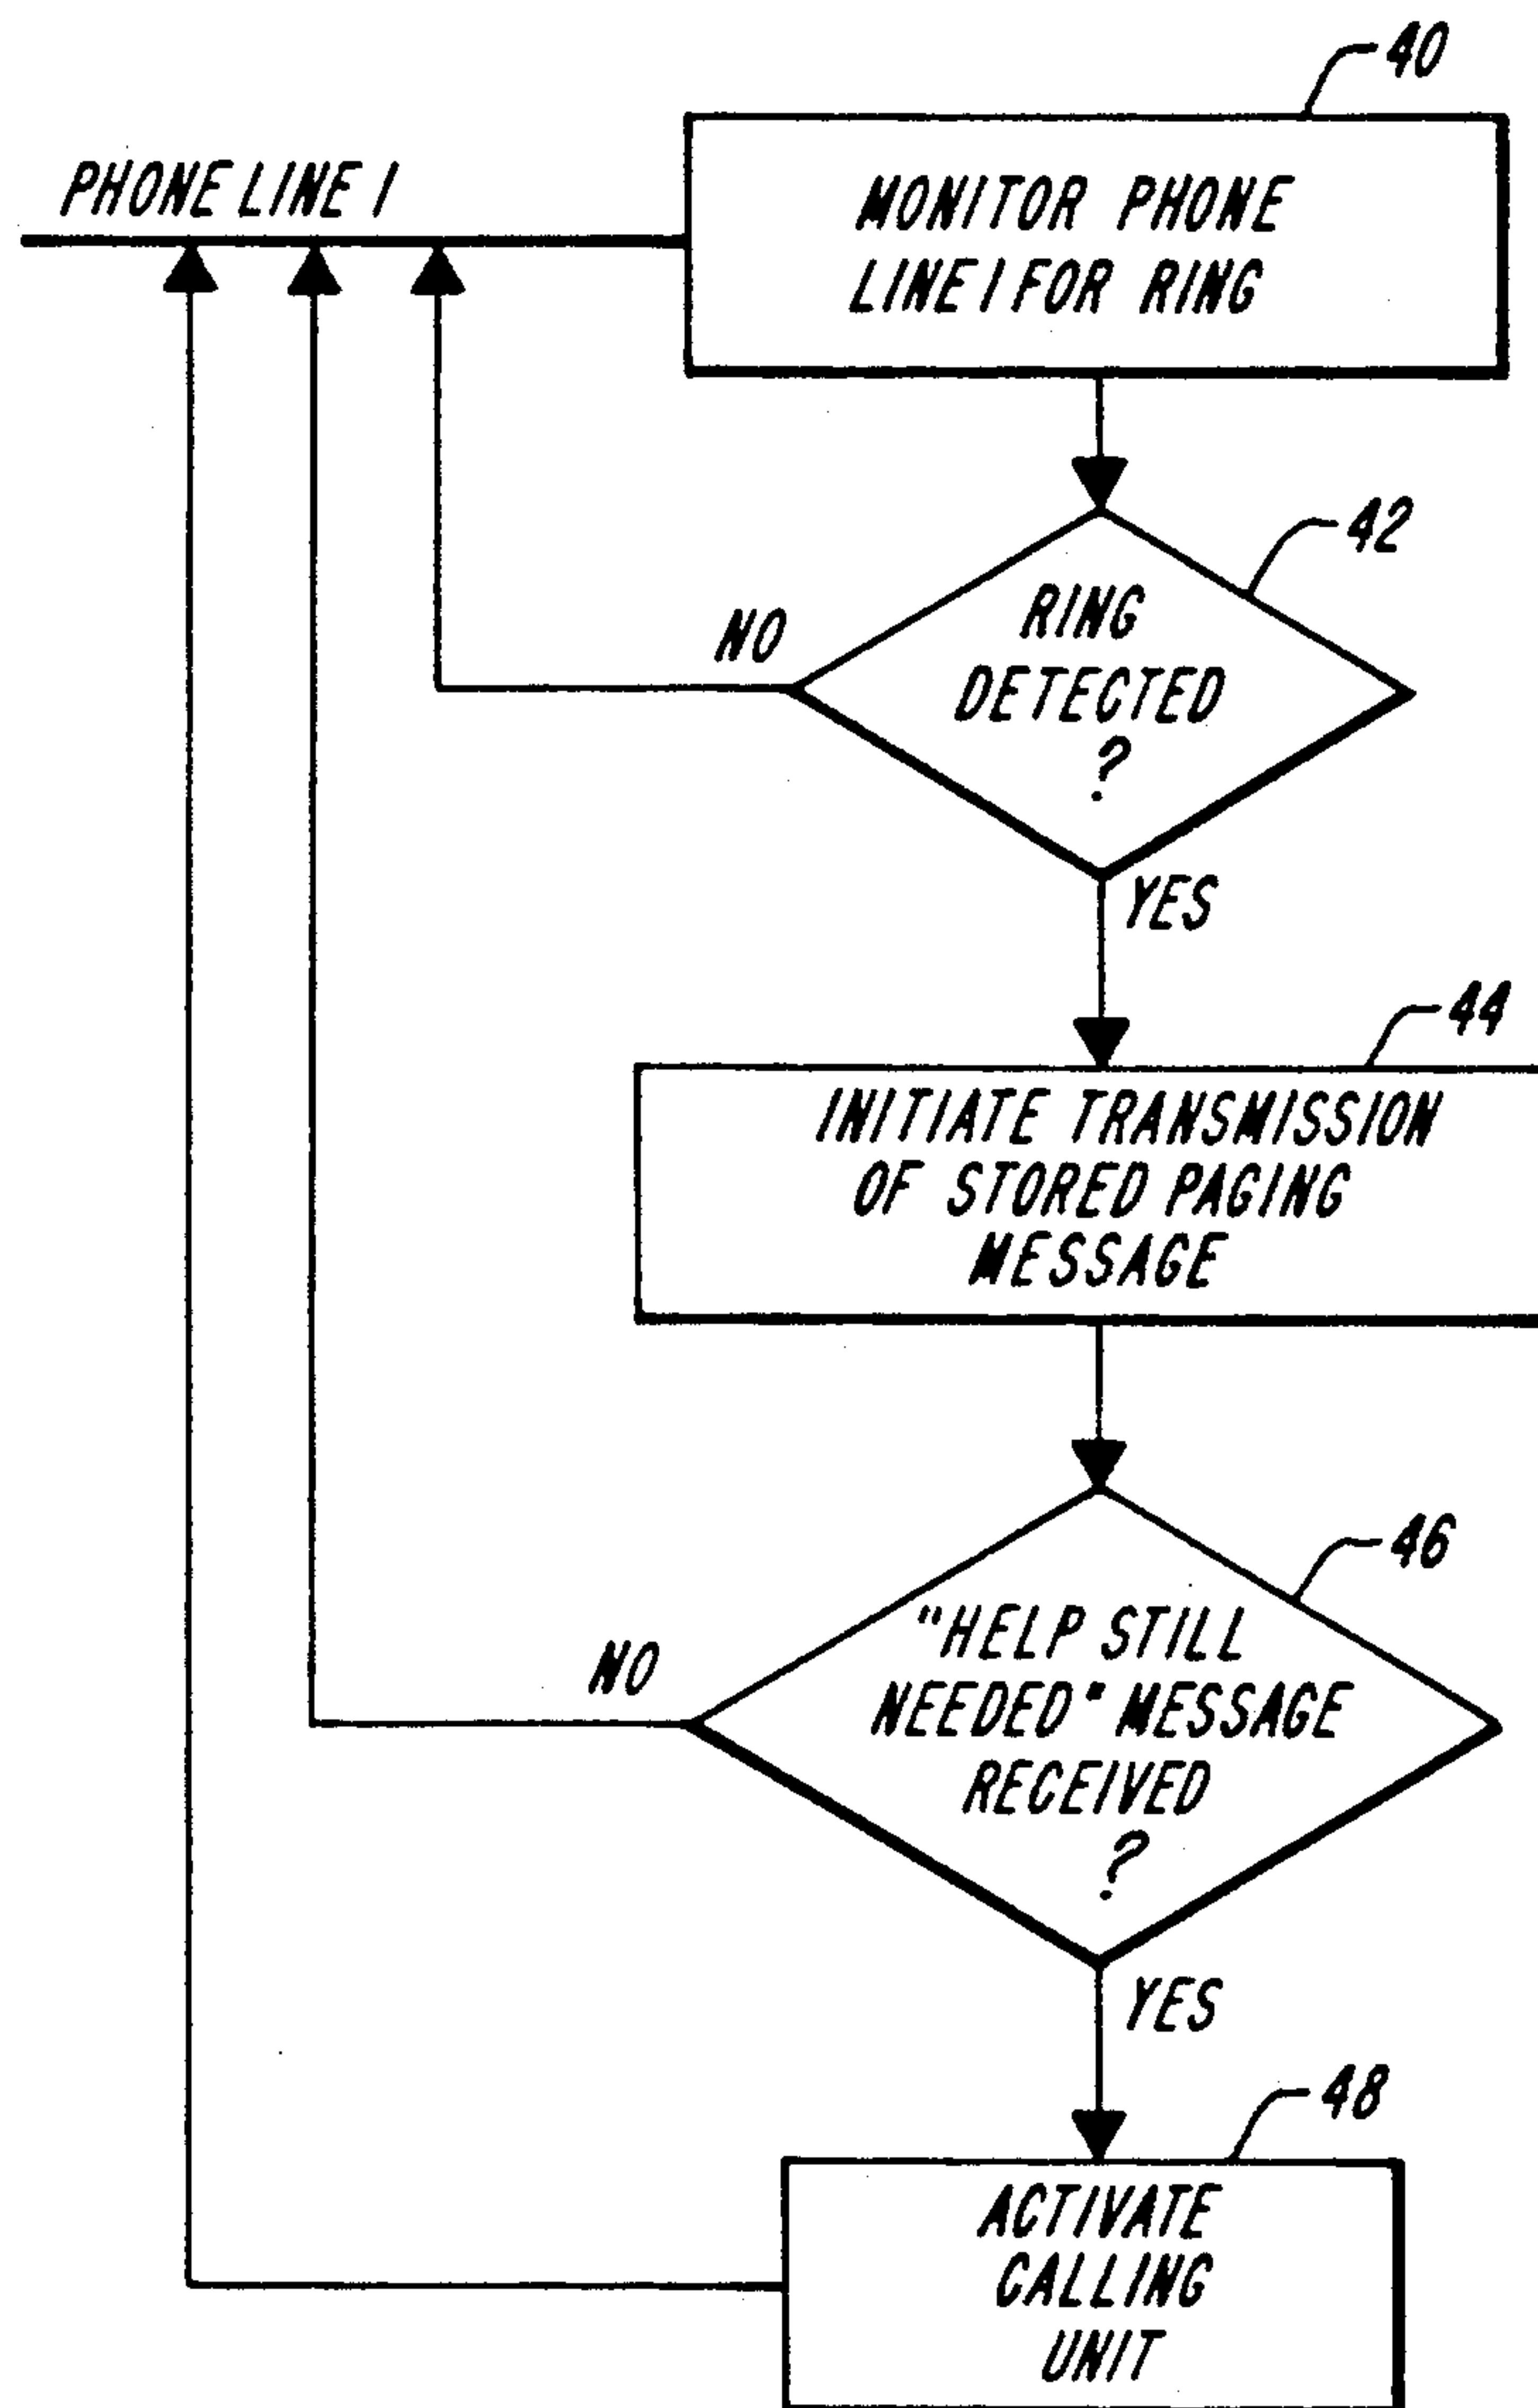 40
PHONE LINE 1
MONITOR PHONE
LINE 1 FOR RING
42
RING
DETECTED
?
NO
YES
44
INITIATE TRANSMISSION
OF STORED PAGING
MESSAGE
46
"HELP STILL
NEEDED" MESSAGE
RECEIVED
?
NO
YES
48
ACTIVATE
CALLING
UNIT